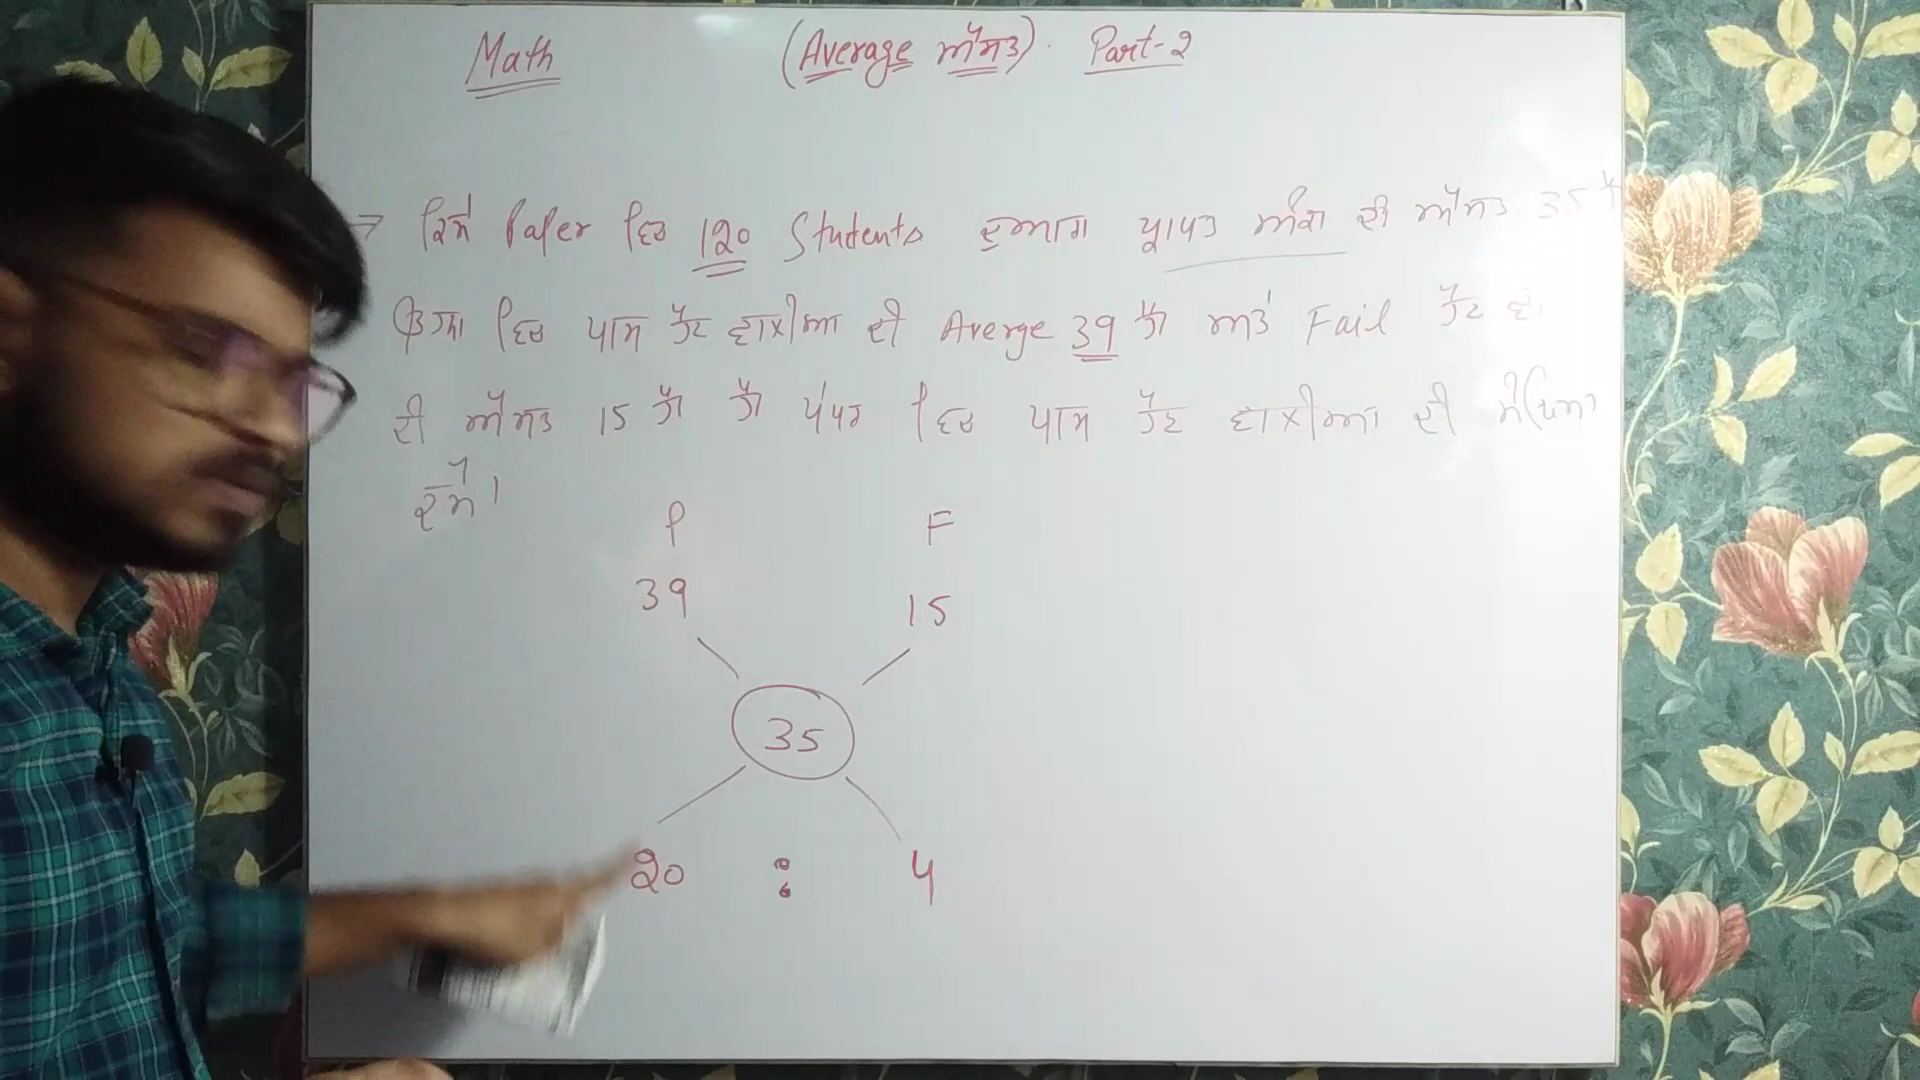 Math (Average ਔਸਤ) Part-2
→ ਕਿਸੇ Paper ਵਿਚ 120 Students ਦੁਆਰਾ ਪ੍ਰਾਪਤ ਅੰਕਾਂ ਦੀ ਔਸਤ 35 ਹੈ
ਵਿਚ ਪਾਸ ਹੋਣ ਵਾਲੀਆ ਦੀ Averge 39 ਹੈ ਅਤੇ Fail ਹੋਣ
ਦੀ ਔਸਤ 15 ਹੈ ਪੇਪਰ ਵਿਚ ਪਾਸ ਹੋਣ ਵਾਲੀਆ ਦੀ
ਦਸੋ।
P F
39 15
35
20 : 4